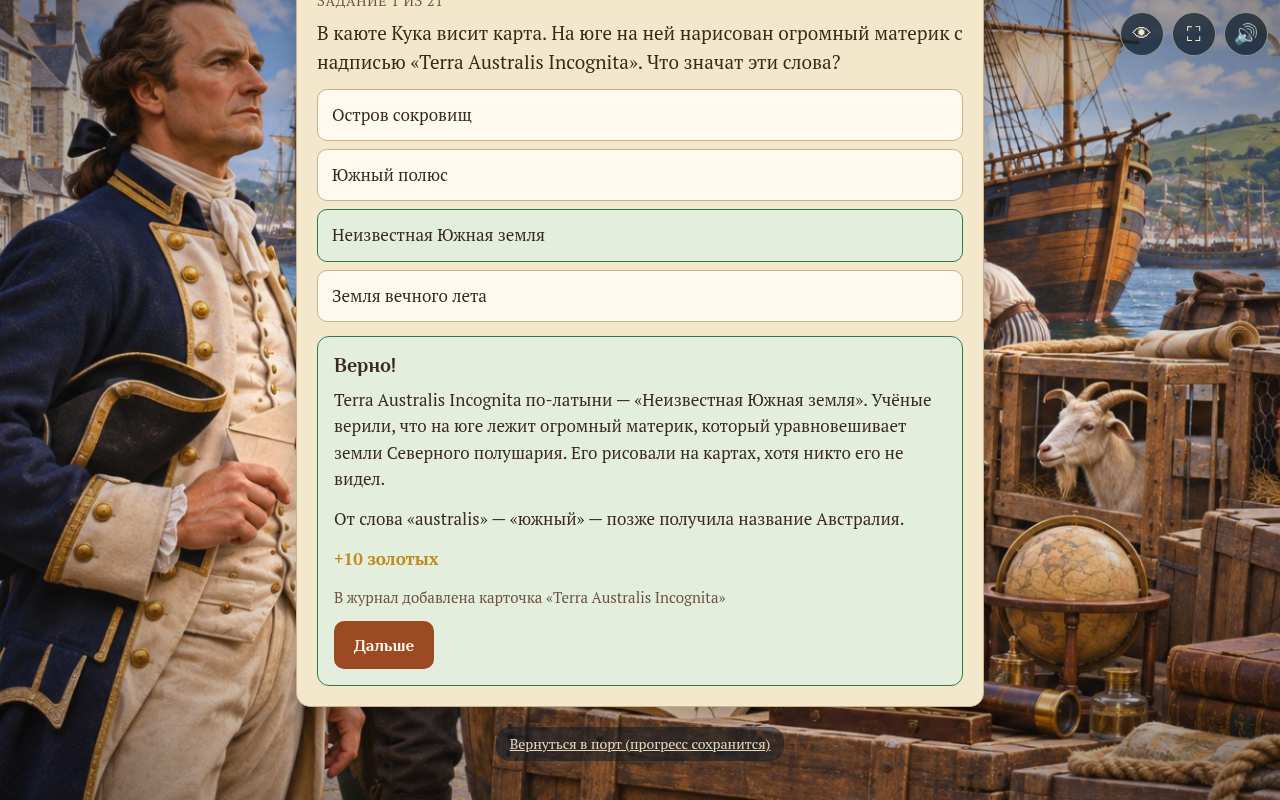 ЗАДАНИЕ 1 ИЗ 21
В каюте Кука висит карта. На юге на ней нарисован огромный материк с
надписью «Terra Australis Incognita». Что значат эти слова?
Остров сокровищ
Южный полюс
Неизвестная Южная земля
Земля вечного лета
Верно!
Terra Australis Incognita по-латыни — «Неизвестная Южная земля». Учёные
верили, что на юге лежит огромный материк, который уравновешивает
земли Северного полушария. Его рисовали на картах, хотя никто его не
видел.
От слова «australis» — «южный» — позже получила название Австралия.
+10 золотых
В журнал добавлена карточка «Terra Australis Incognita»
Дальше
Вернуться в порт (прогресс сохранится)